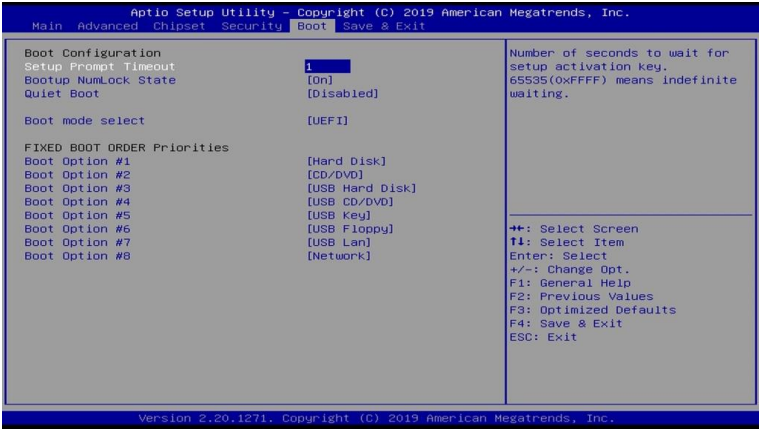 Aptio Setup Utility – Copyright (C) 2019 American Megatrends, Inc.
Main Advanced Chipset Security Boot Save & Exit
Boot Configuration
Setup Prompt Timeout 1
Bootup NumLock State [On]
Quiet Boot [Disabled]
Boot mode select [UEFI]
FIXED BOOT ORDER Priorities
Boot Option #1 [Hard Disk]
Boot Option #2 [CD/DVD]
Boot Option #3 [USB Hard Disk]
Boot Option #4 [USB CD/DVD]
Boot Option #5 [USB Key]
Boot Option #6 [USB Floppy]
Boot Option #7 [USB Lan]
Boot Option #8 [Network]
Number of seconds to wait for
setup activation key.
65535(0xFFFF) means indefinite
waiting.
→←: Select Screen
↑↓: Select Item
Enter: Select
+/-: Change Opt.
F1: General Help
F2: Previous Values
F3: Optimized Defaults
F4: Save & Exit
ESC: Exit
Version 2.20.1271. Copyright (C) 2019 American Megatrends, Inc.